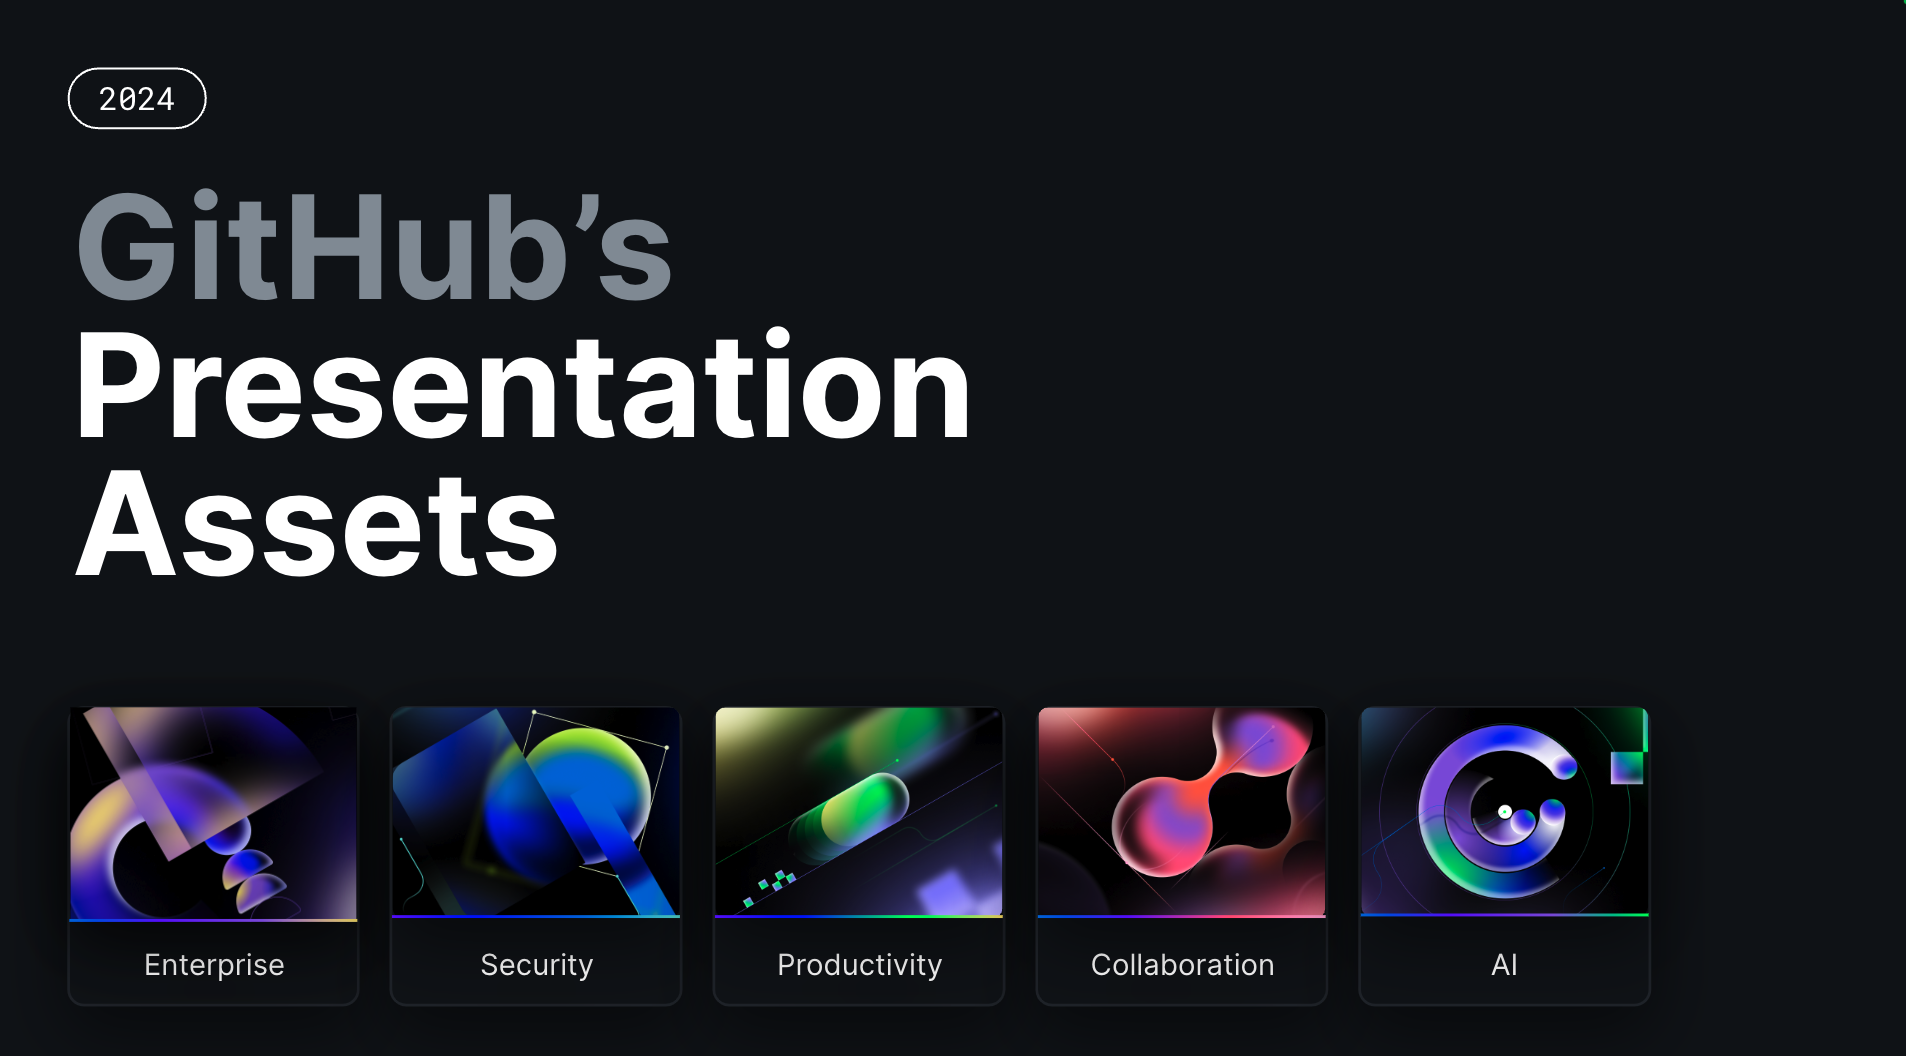 2024
GitHub’s
Presentation
Assets
Enterprise
Security
Productivity
Collaboration
AI